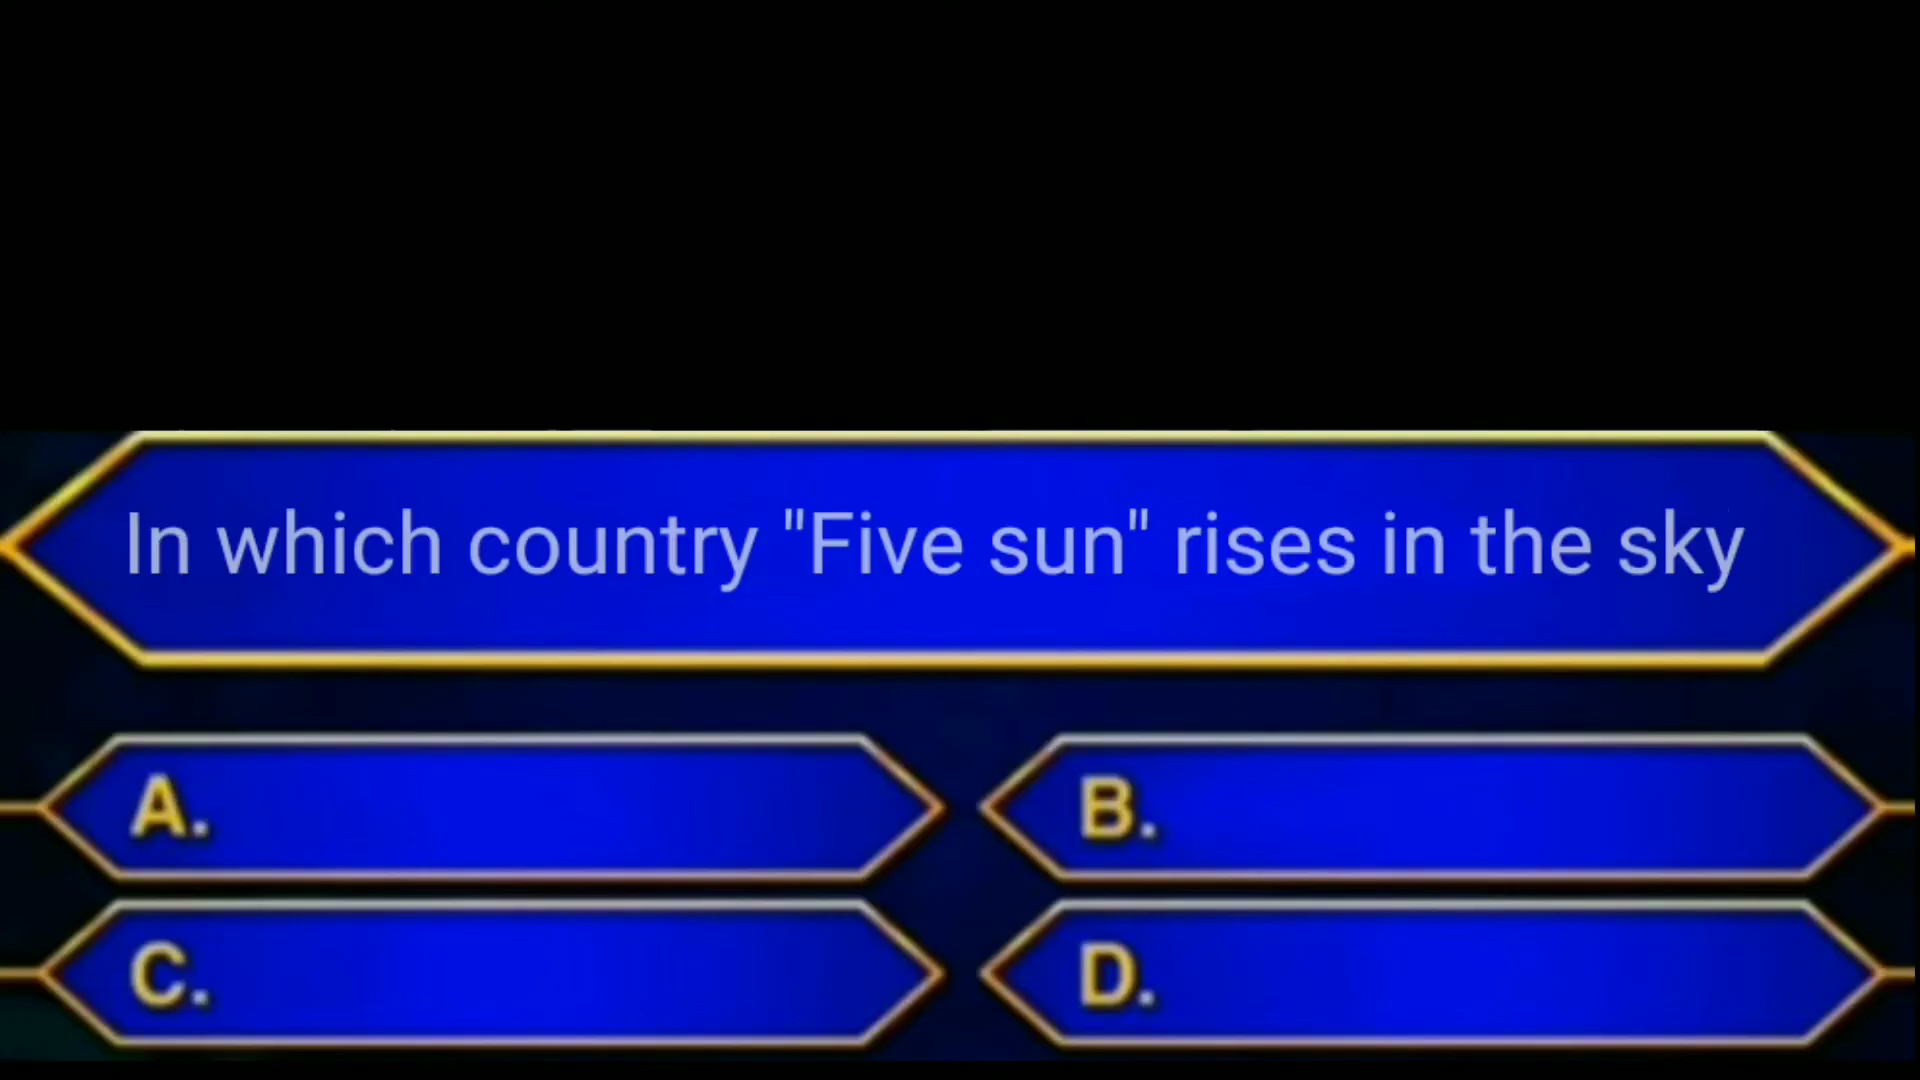 In which country "Five sun" rises in the sky
A.
B.
C.
D.